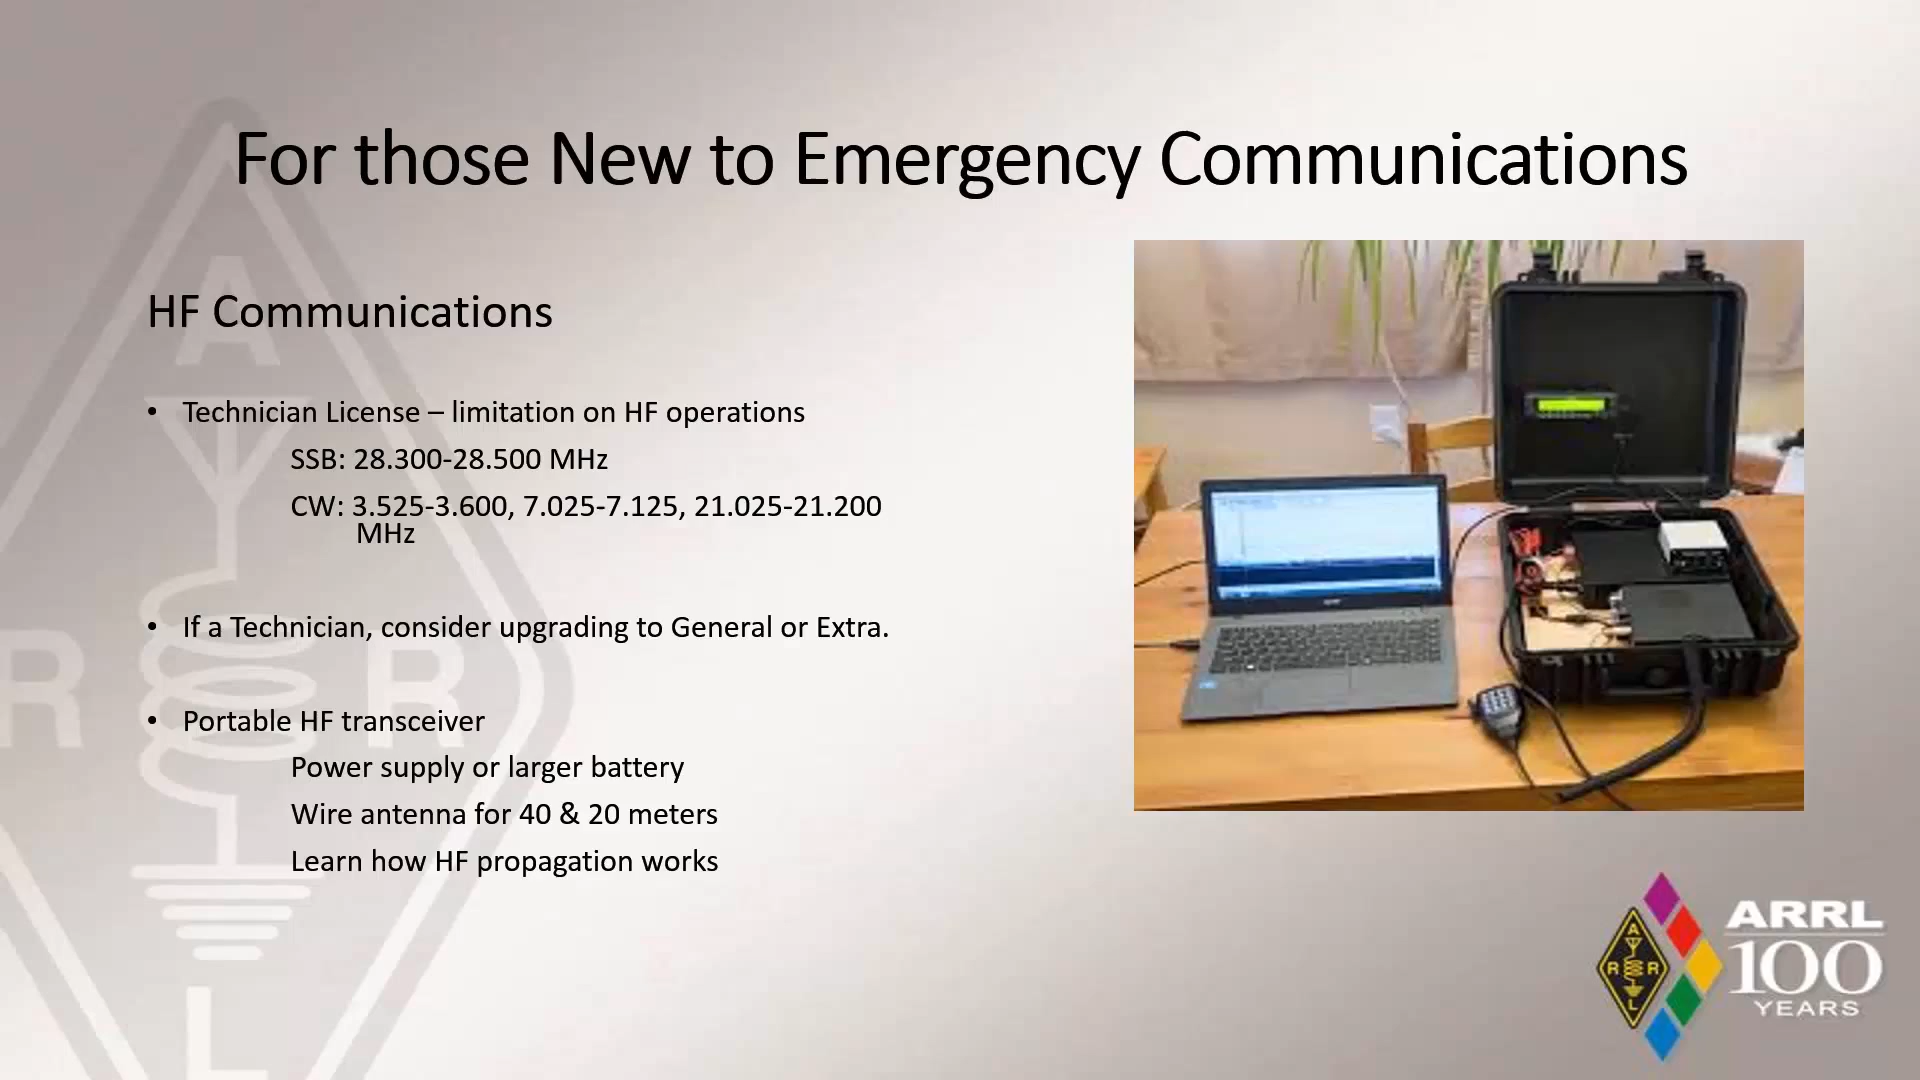 For those New to Emergency Communications
HF Communications
• Technician License – limitation on HF operations
SSB: 28.300-28.500 MHz
CW: 3.525-3.600, 7.025-7.125, 21.025-21.200
MHz
• If a Technician, consider upgrading to General or Extra.
• Portable HF transceiver
Power supply or larger battery
Wire antenna for 40 & 20 meters
Learn how HF propagation works
A
R R
L
A
R R
L
ARRL
100
YEARS